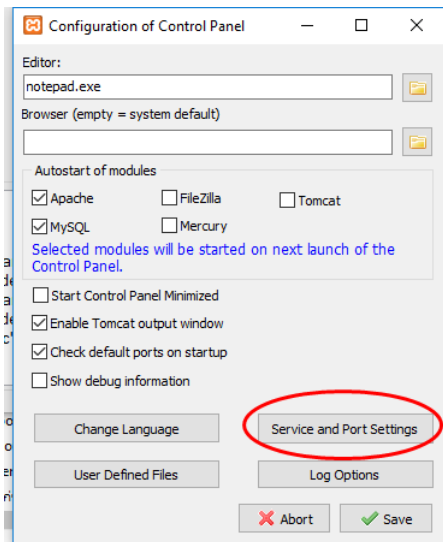 Configuration of Control Panel
Editor:
notepad.exe
Browser (empty = system default)
Autostart of modules
Apache FileZilla Tomcat
MySQL Mercury
Selected modules will be started on next launch of the
Control Panel.
Start Control Panel Minimized
Enable Tomcat output window
Check default ports on startup
Show debug information
Change Language Service and Port Settings
User Defined Files Log Options
Abort Save